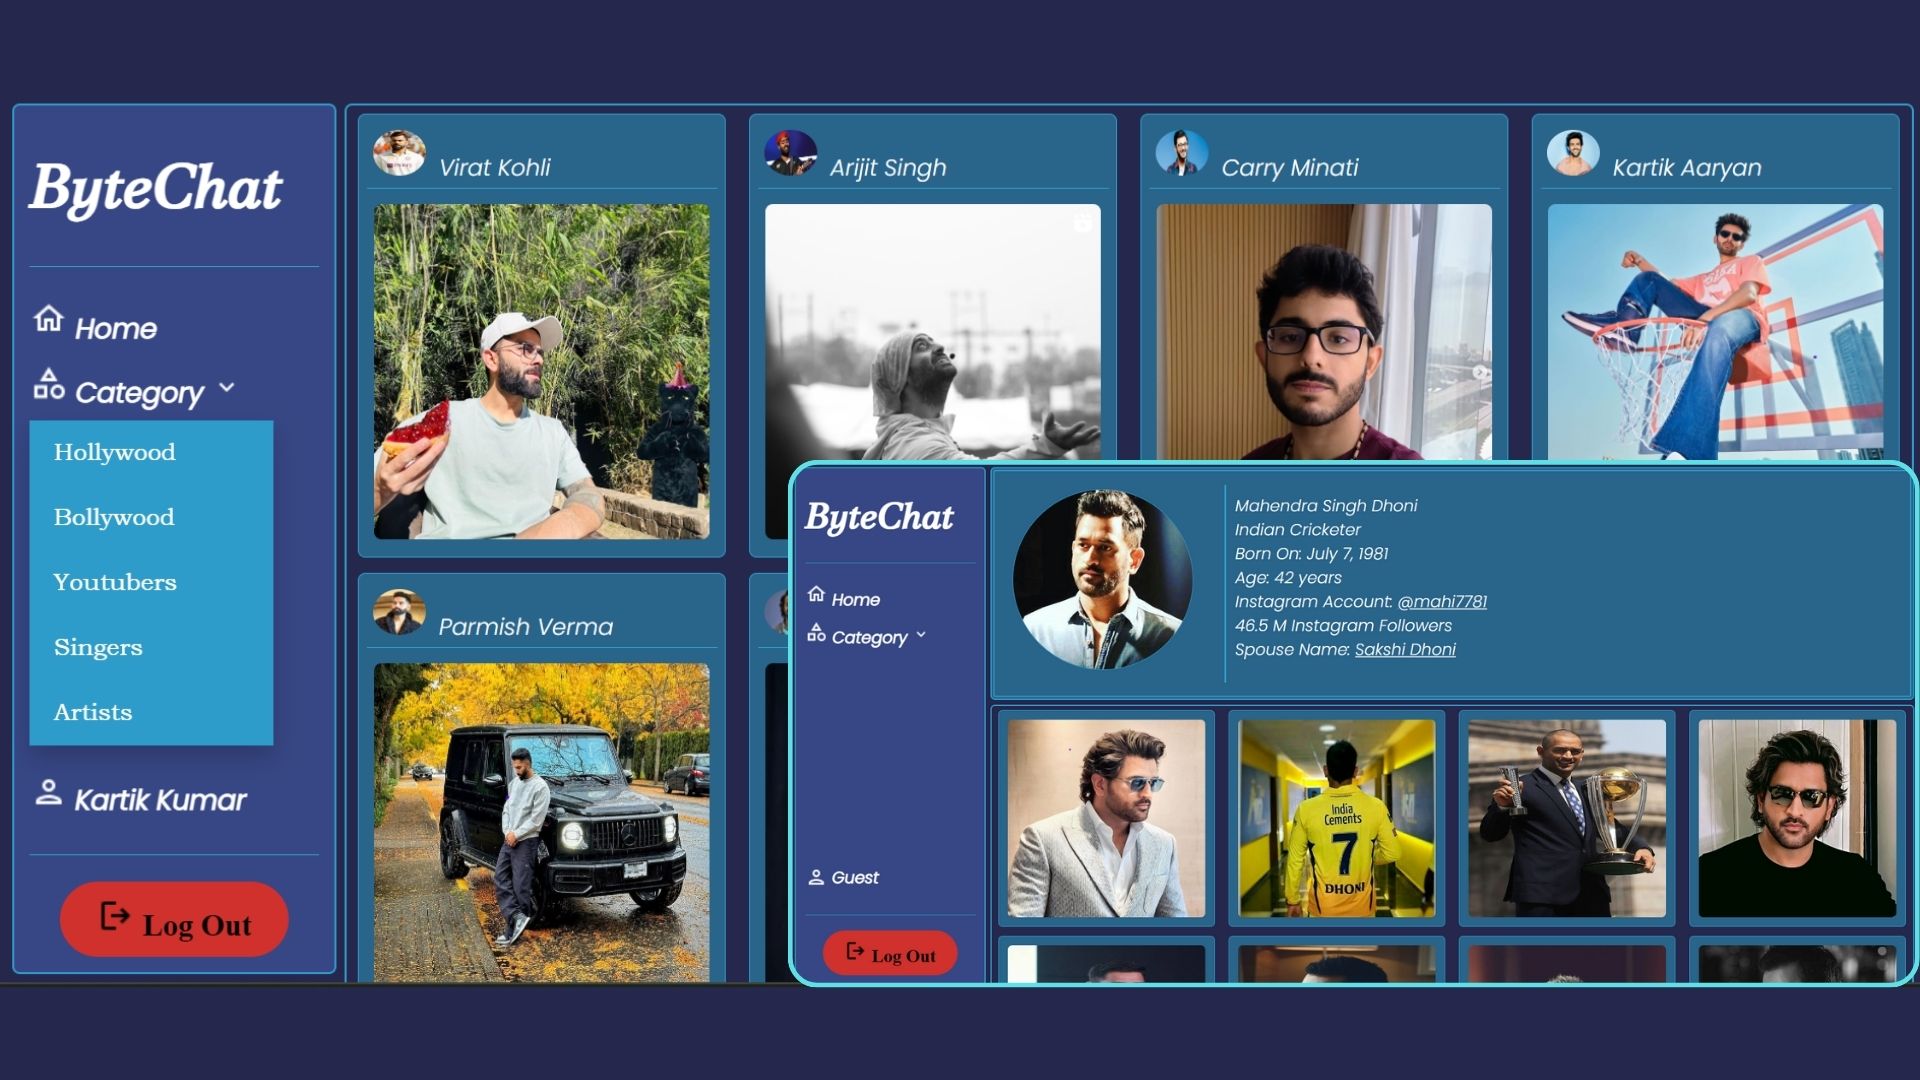 ByteChat
Home
Category
Hollywood
Bollywood
Youtubers
Singers
Artists
Kartik Kumar
Log Out
Virat Kohli
Arijit Singh
Carry Minati
Kartik Aaryan
Parmish Verma
ByteChat
Home
Category
Guest
Log Out
Mahendra Singh Dhoni
Indian Cricketer
Born On: July 7, 1981
Age: 42 years
Instagram Account: @mahi7781
46.5 M Instagram Followers
Spouse Name: Sakshi Dhoni
India
Cements
7
DHONI